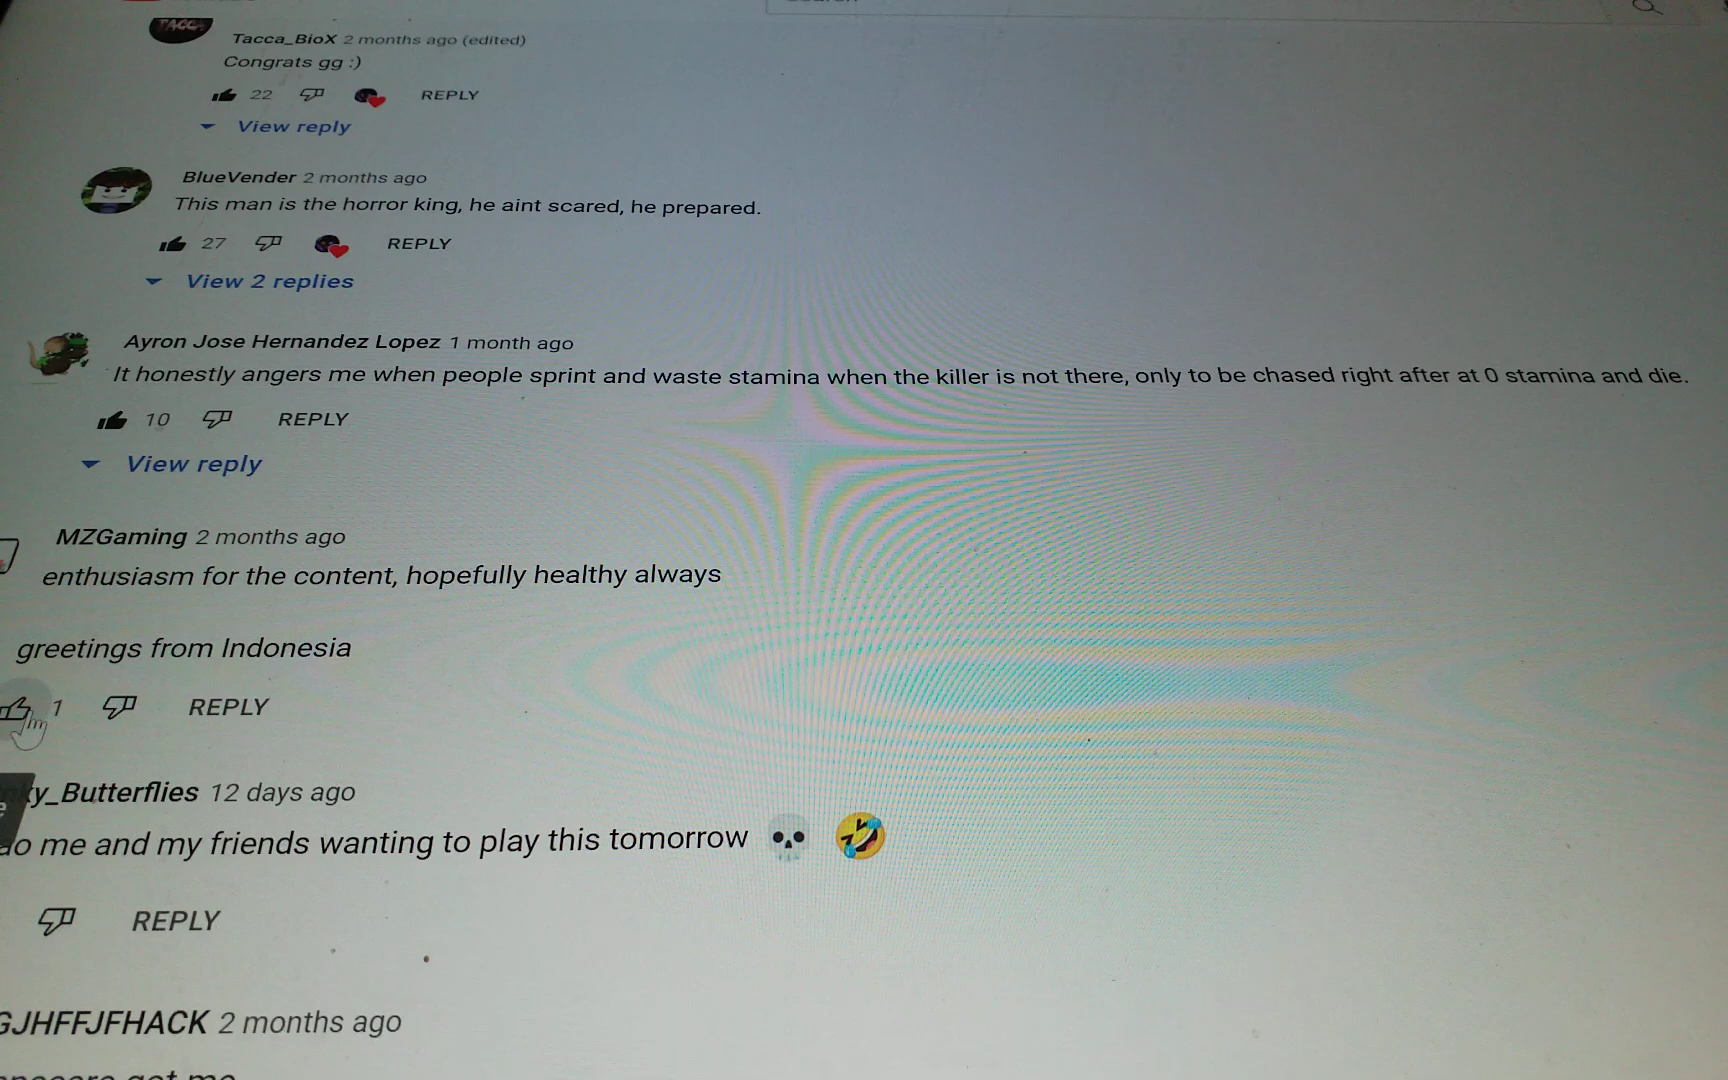 TACCA
Tacca_BioX 2 months ago (edited)
Congrats gg :)
22 REPLY
View reply
BlueVender 2 months ago
This man is the horror king, he aint scared, he prepared.
27 REPLY
View 2 replies
Ayron Jose Hernandez Lopez 1 month ago
It honestly angers me when people sprint and waste stamina when the killer is not there, only to be chased right after at 0 stamina and die.
10 REPLY
View reply
MZGaming 2 months ago
enthusiasm for the content, hopefully healthy always
greetings from Indonesia
1 REPLY
ky_Butterflies 12 days ago
me and my friends wanting to play this tomorrow 💀 🤣
REPLY
GJHFFJFHACK 2 months ago
got me